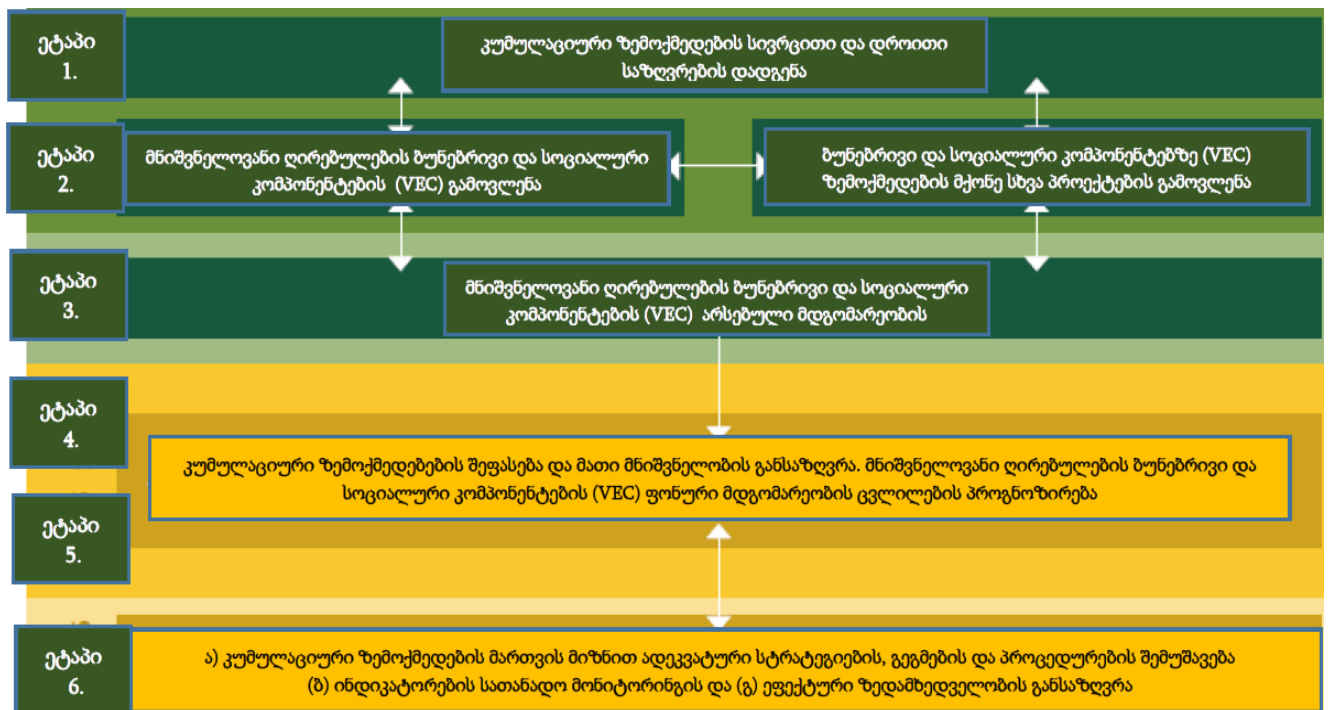 ეტაპი
1.
კუმულაციური ზემოქმედების სივრცითი და დროითი
საზღვრების დადგენა
ეტაპი
2.
მნიშვნელოვანი ღირებულების ბუნებრივი და სოციალური
კომპონენტების (VEC) გამოვლენა
ბუნებრივი და სოციალური კომპონენტებზე (VEC)
ზემოქმედების მქონე სხვა პროექტების გამოვლენა
ეტაპი
3.
მნიშვნელოვანი ღირებულების ბუნებრივი და სოციალური
კომპონენტების (VEC) არსებული მდგომარეობის
ეტაპი
4.
კუმულაციური ზემოქმედებების შეფასება და მათი მნიშვნელობის განსაზღვრა. მნიშვნელოვანი ღირებულების ბუნებრივი და
სოციალური კომპონენტების (VEC) ფონური მდგომარეობის ცვლილების პროგნოზირება
ეტაპი
5.
ეტაპი
6.
ა) კუმულაციური ზემოქმედების მართვის მიზნით ადეკვატური სტრატეგიების, გეგმების და პროცედურების შემუშავება
(ბ) ინდიკატორების სათანადო მონიტორინგის და (გ) ეფექტური ზედამხედველობის განსაზღვრა